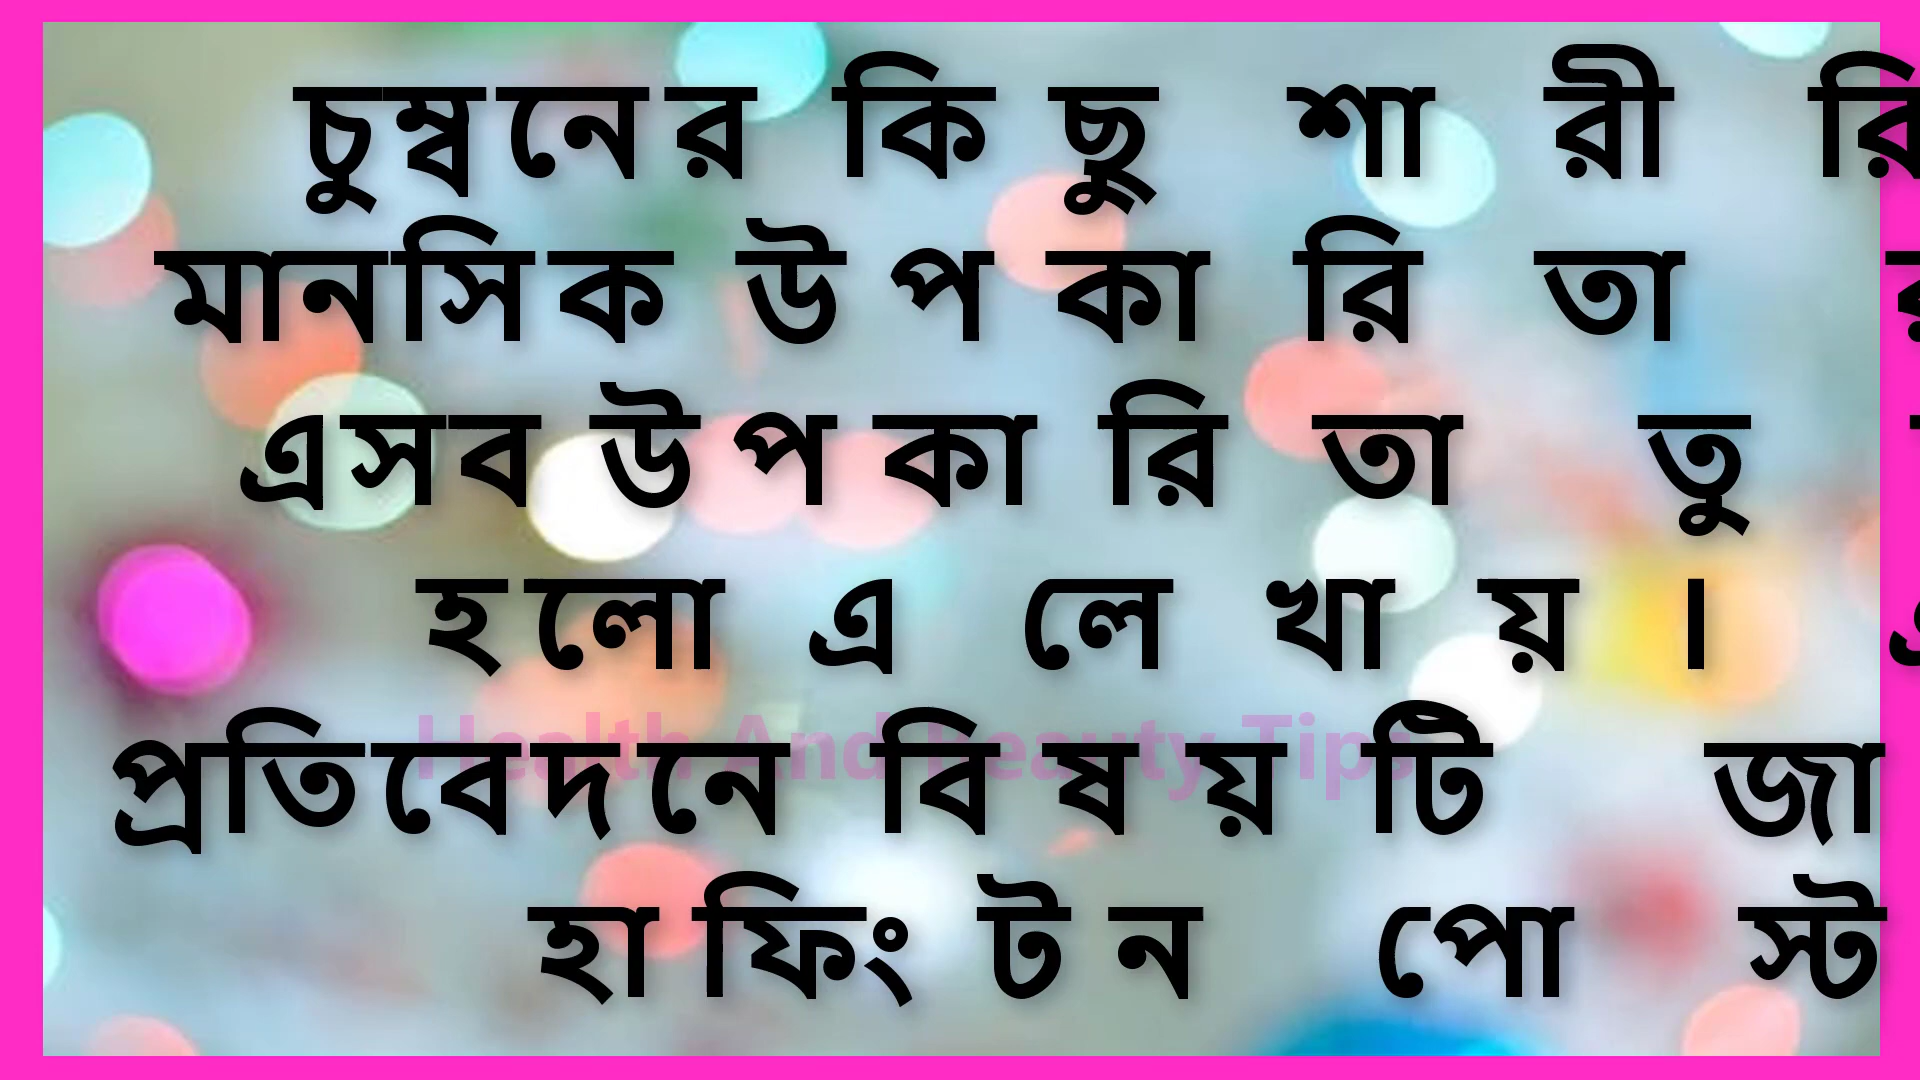 চুম্বনের কিছু শারীরি
মানসিক উপকারিতা
এসব উপকারিতা তু
হলো এ লেখায়।
Health And Beauty Tips
প্রতিবেদনে বিষয়টি জা
হাফিংটন পোস্ট